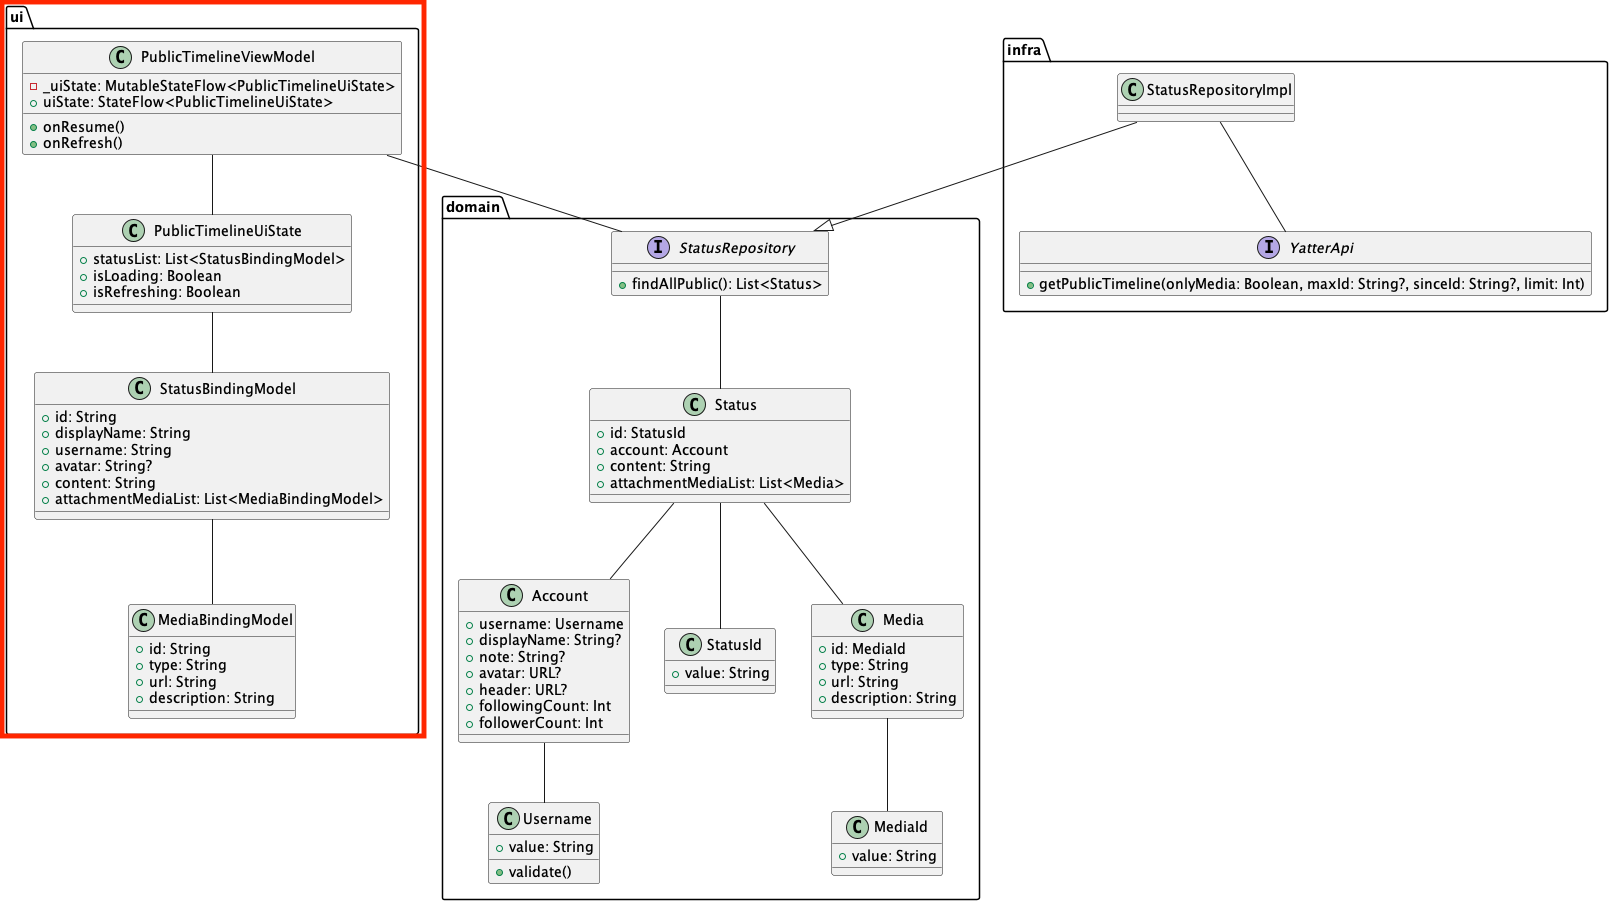 ui
C PublicTimelineViewModel
_uiState: MutableStateFlow<PublicTimelineUiState>
uiState: StateFlow<PublicTimelineUiState>
onResume()
onRefresh()
C PublicTimelineUiState
statusList: List<StatusBindingModel>
isLoading: Boolean
isRefreshing: Boolean
C StatusBindingModel
id: String
displayName: String
username: String
avatar: String?
content: String
attachmentMediaList: List<MediaBindingModel>
C MediaBindingModel
id: String
type: String
url: String
description: String
domain
I StatusRepository
findAllPublic(): List<Status>
C Status
id: StatusId
account: Account
content: String
attachmentMediaList: List<Media>
C Account
username: Username
displayName: String?
note: String?
avatar: URL?
header: URL?
followingCount: Int
followerCount: Int
C StatusId
value: String
C Media
id: MediaId
type: String
url: String
description: String
C Username
value: String
validate()
C MediaId
value: String
infra
C StatusRepositoryImpl
I YatterApi
getPublicTimeline(onlyMedia: Boolean, maxId: String?, sinceId: String?, limit: Int)